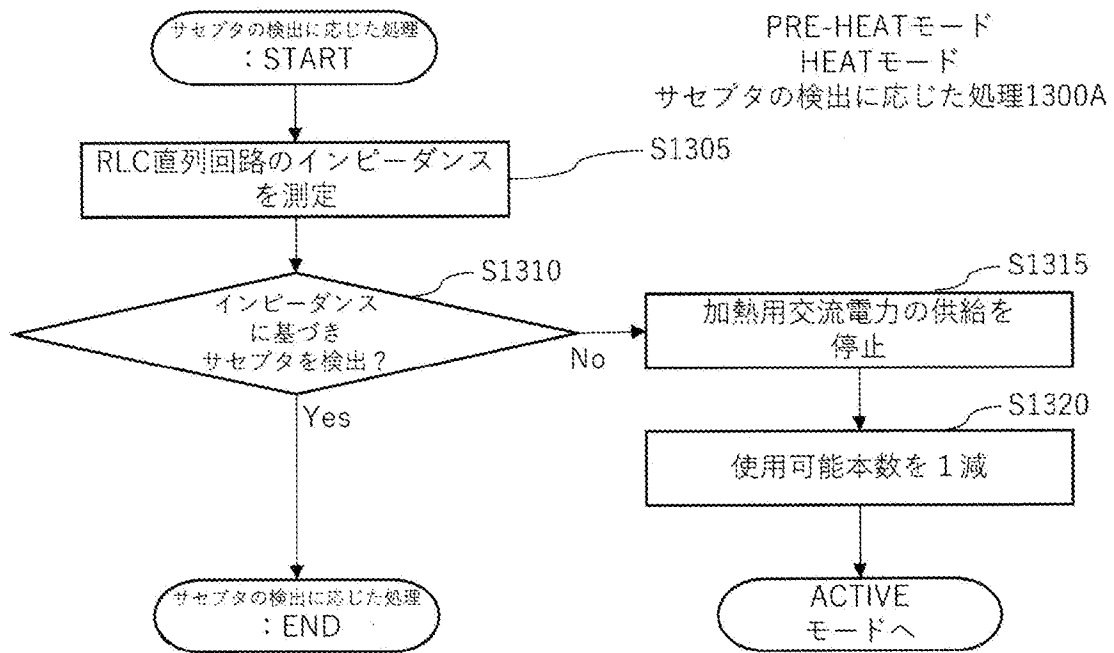 サセプタの検出に応じた処理
：START
PRE-HEATモード
HEATモード
サセプタの検出に応じた処理1300A
RLC直列回路のインピーダンス
を測定
S1305
インピーダンス
に基づき
サセプタを検出？
S1310
No
Yes
加熱用交流電力の供給を
停止
S1315
使用可能本数を１減
S1320
サセプタの検出に応じた処理
：END
ACTIVE
モードへ